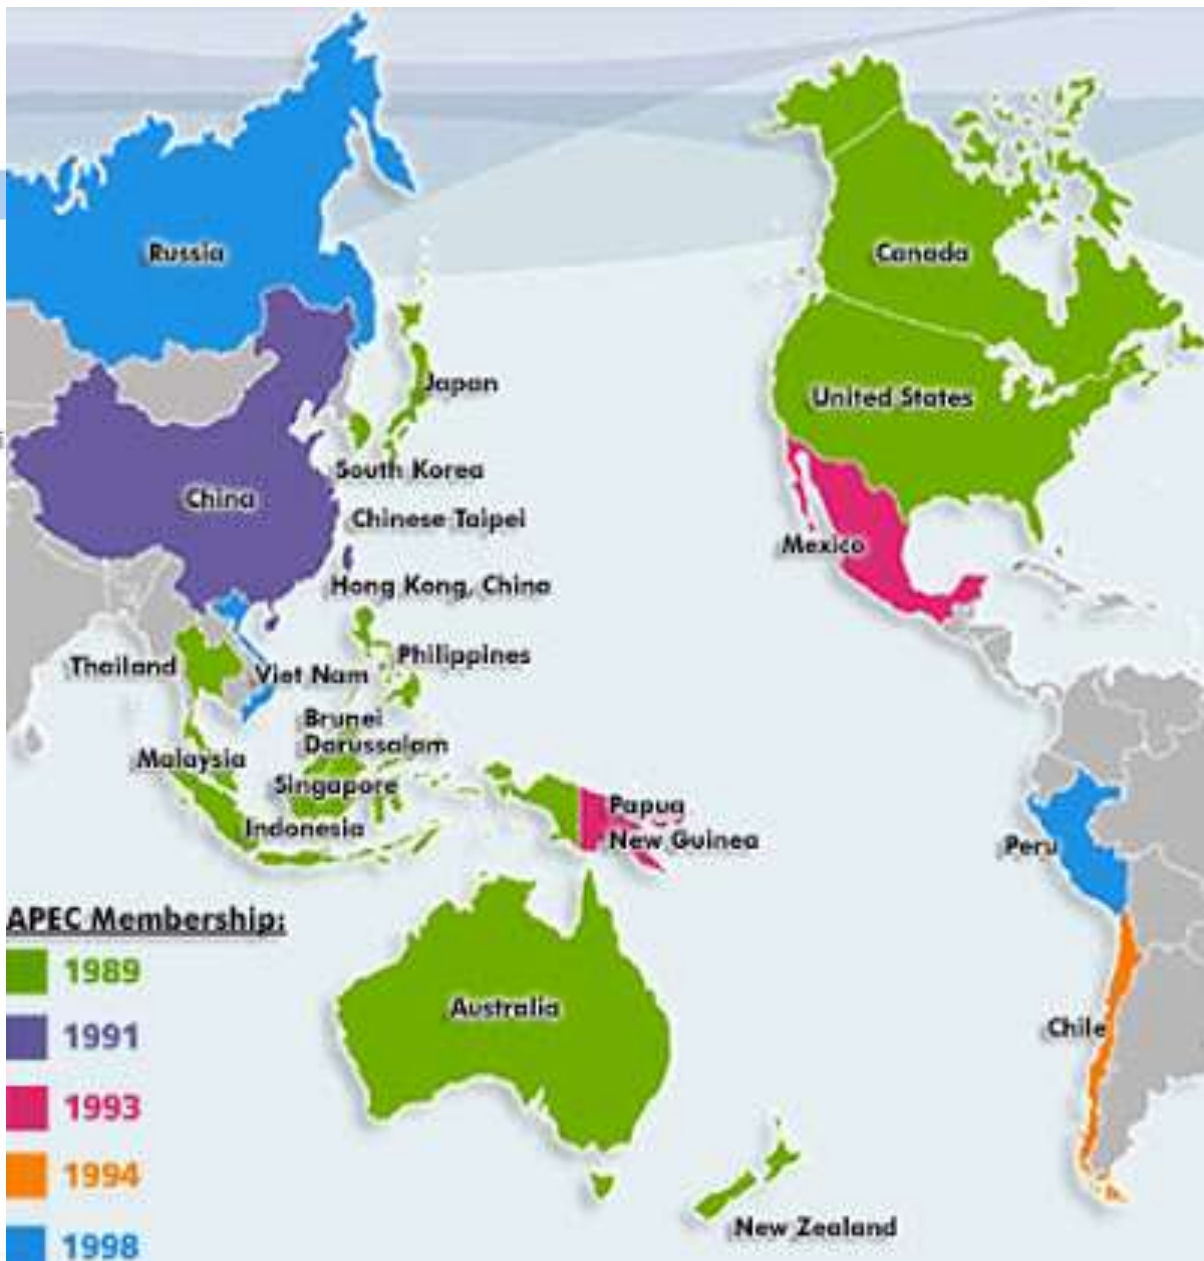 Russia
Canada
Japan
United States
South Korea
China
Chinese Taipei
Mexico
Hong Kong, China
Philippines
Thailand
Viet Nam
Brunei
Darussalam
Malaysia
Singapore
Indonesia
Papua
New Guinea
Peru
APEC Membership:
1989
Australia
Chile
1991
1993
1994
New Zealand
1998